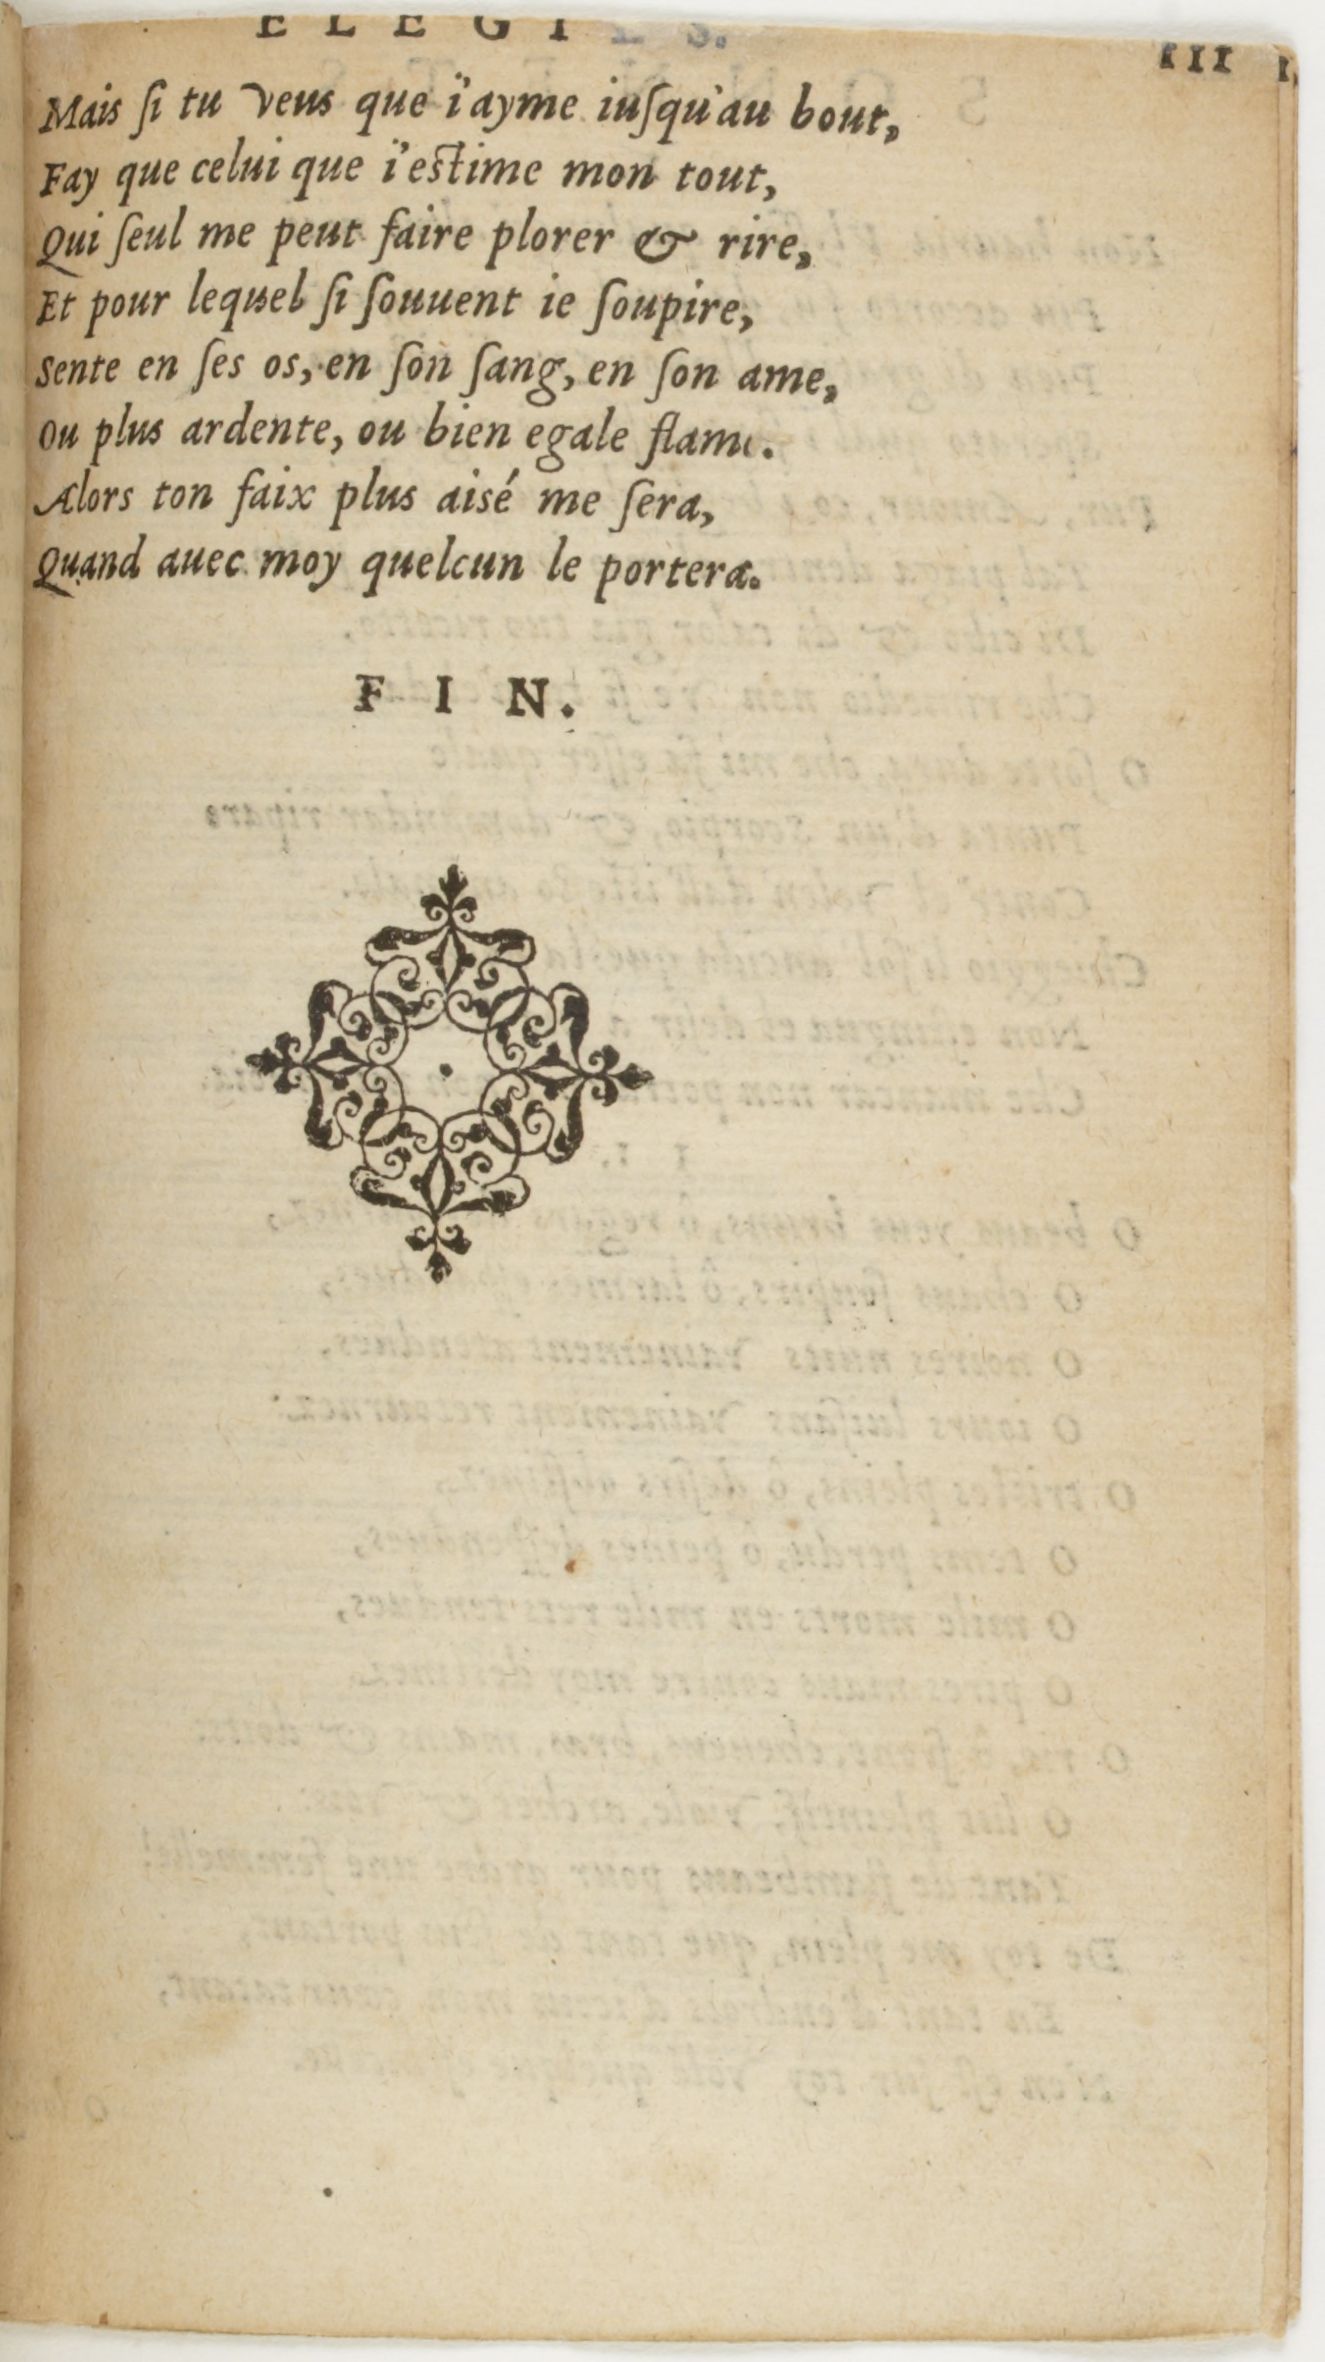 ELEGIES. III
Mais ſi tu veus que i'ayme iuſqu'au bout,
Fay que celui que i'estime mon tout,
Qui ſeul me peut faire plorer & rire,
Et pour lequel ſi ſouuent ie ſoupire,
Sente en ſes os, en ſon ſang, en ſon ame,
Ou plus ardente, ou bien egale flame.
Alors ton faix plus aisé me ſera,
Quand auec moy quelcun le portera.
FIN.